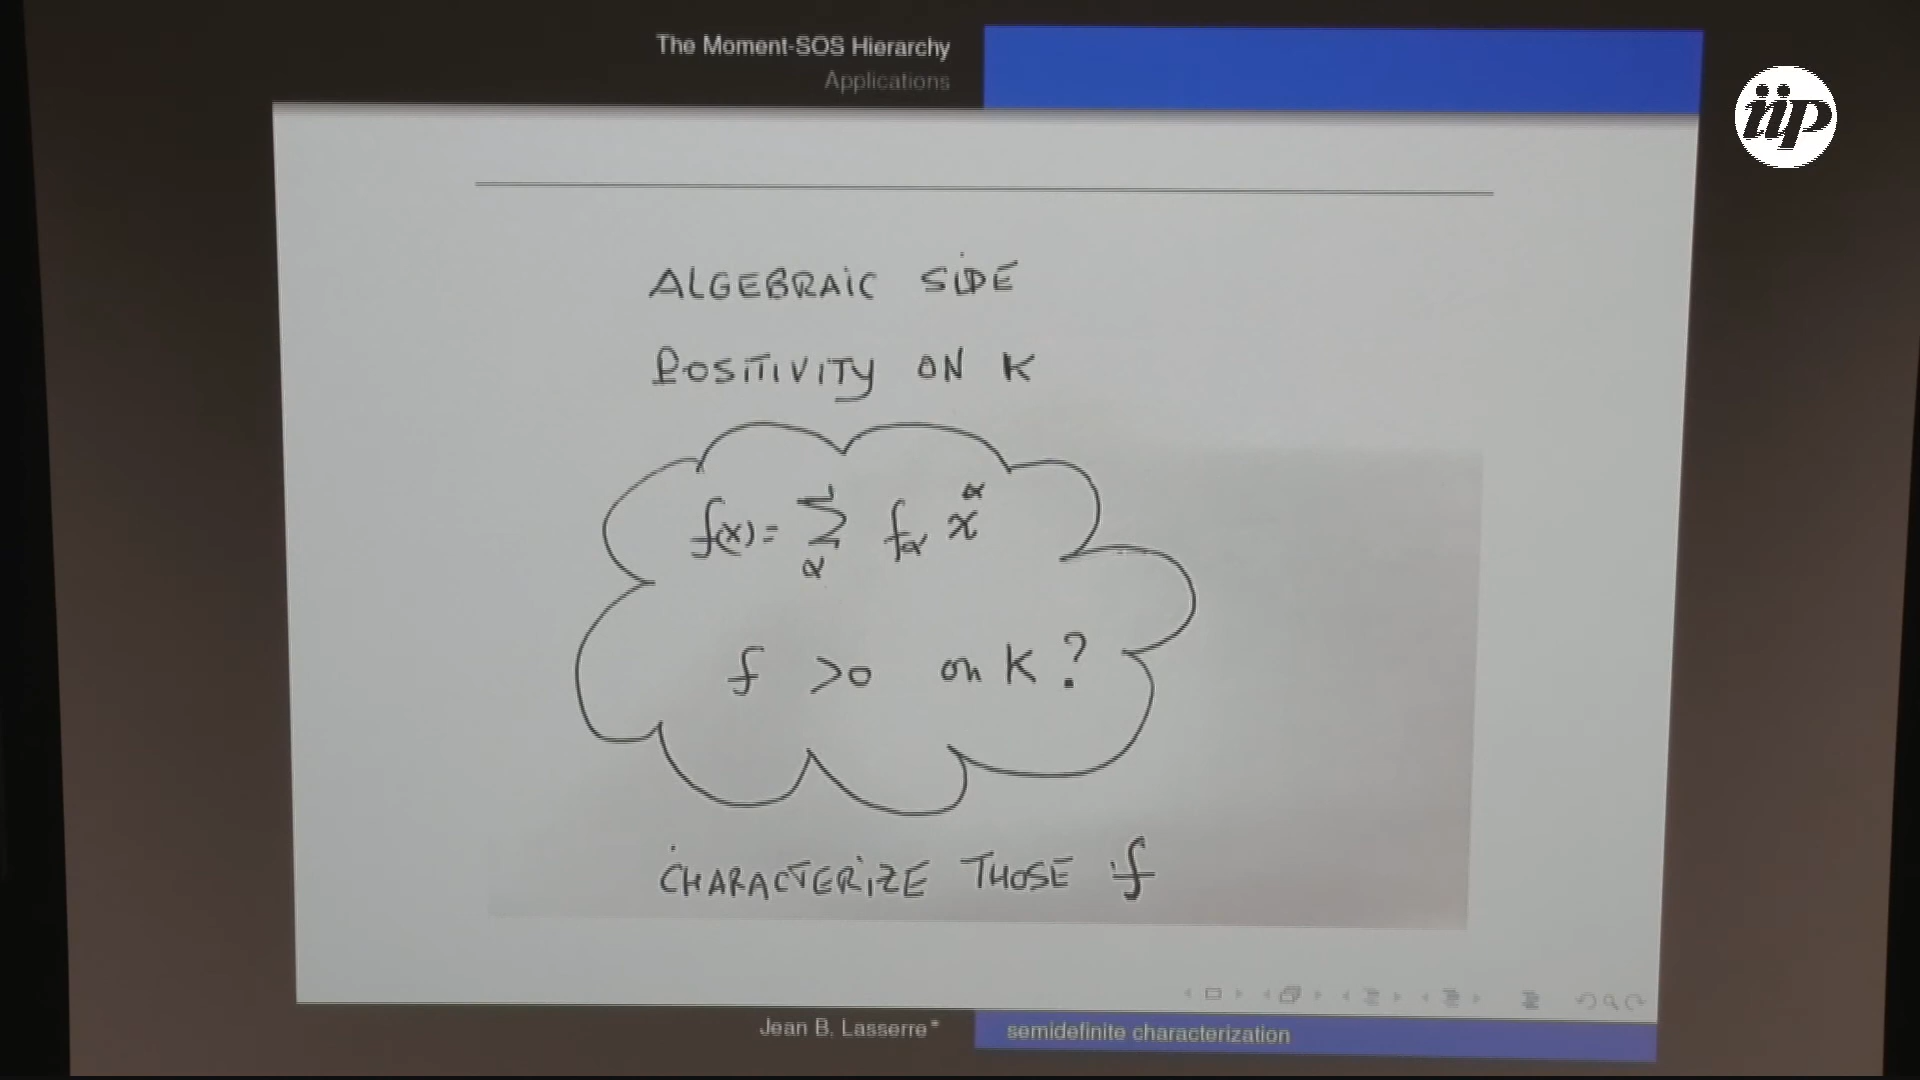 The Moment-SOS Hierarchy
Applications
iip
ALGEBRAIC SIDE
POSITIVITY ON K
f(x) = ∑_α f_α x^α
f >0 on K ?
CHARACTERIZE THOSE f
Jean B. Lasserre*
semidefinite characterization